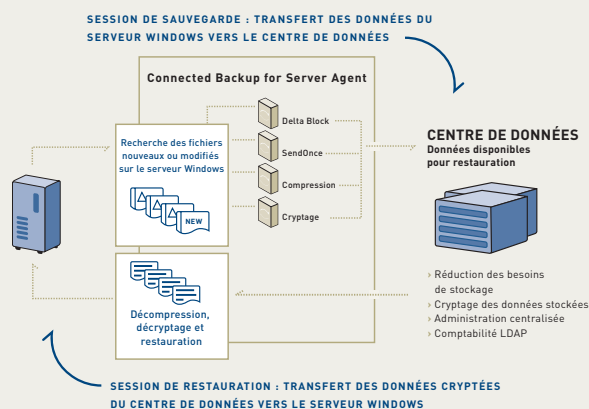 SESSION DE SAUVEGARDE : TRANSFERT DES DONNÉES DU
SERVEUR WINDOWS VERS LE CENTRE DE DONNÉES
Connected Backup for Server Agent
Recherche des fichiers
nouveaux ou modifiés
sur le serveur Windows
NEW
Delta Block
SendOnce
Compression
Cryptage
CENTRE DE DONNÉES
Données disponibles
pour restauration
› Réduction des besoins
de stockage
› Cryptage des données stockées
› Administration centralisée
› Comptabilité LDAP
Décompression,
décryptage et
restauration
SESSION DE RESTAURATION : TRANSFERT DES DONNÉES CRYPTÉES
DU CENTRE DE DONNÉES VERS LE SERVEUR WINDOWS